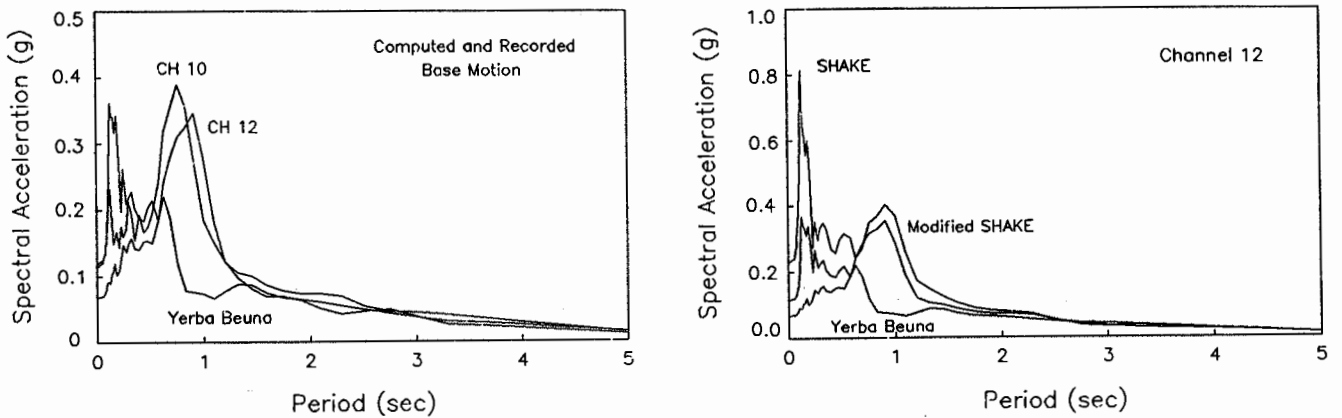 0.5
0.4
0.3
0.2
0.1
0
Spectral Acceleration (g)
Computed and Recorded
Base Motion
CH 10
CH 12
Yerba Beuna
0
1
2
3
4
5
Period (sec)
1.0
0.8
0.6
0.4
0.2
0.0
Spectral Acceleration (g)
Channel 12
SHAKE
Modified SHAKE
Yerba Beuna
0
1
2
3
4
5
Period (sec)